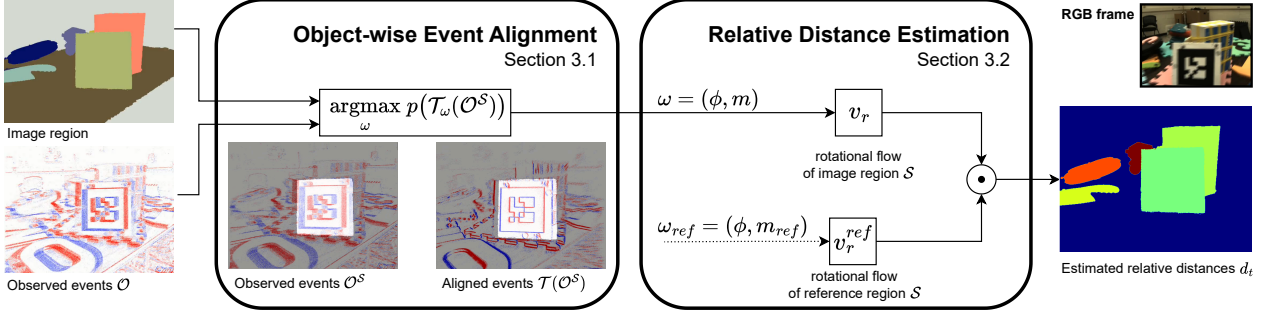 Object-wise Event Alignment
Section 3.1
Relative Distance Estimation
Section 3.2
RGB frame
Image region
argmax p(𝒯_ω(𝒪^𝒮))
ω
ω = (ϕ, m)
v_r
rotational flow
of image region 𝒮
ω_ref = (ϕ, m_ref)
v_r^ref
rotational flow
of reference region 𝒮
Observed events 𝒪
Observed events 𝒪^𝒮
Aligned events 𝒯(𝒪^𝒮)
Estimated relative distances d_t